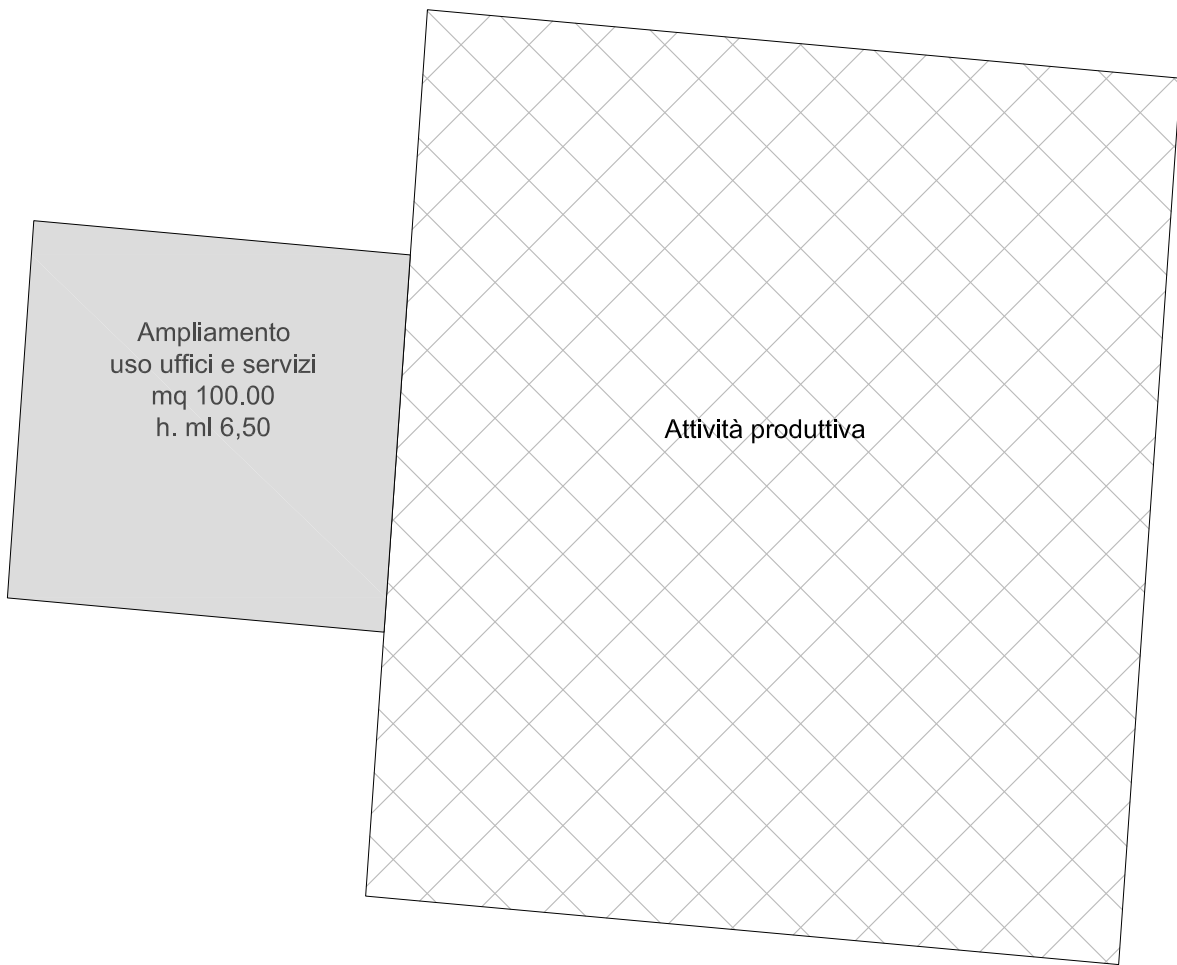 Ampliamento
uso uffici e servizi
mq 100.00
h. ml 6,50
Attività produttiva